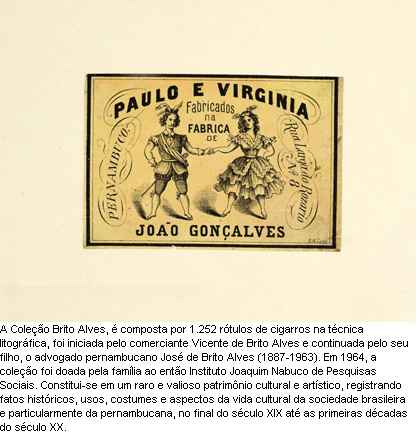 PAULO E VIRGINIA
Fabricados
na
FABRICA
DE
PERNAMBUCO.
Rua Larga do Rozario
Nº 8
JOAO GONÇALVES
A Coleção Brito Alves, é composta por 1.252 rótulos de cigarros na técnica
litográfica, foi iniciada pelo comerciante Vicente de Brito Alves e continuada pelo seu
filho, o advogado pernambucano José de Brito Alves (1887-1963). Em 1964, a
coleção foi doada pela família ao então Instituto Joaquim Nabuco de Pesquisas
Sociais. Constitui-se em um raro e valioso patrimônio cultural e artístico, registrando
fatos históricos, usos, costumes e aspectos da vida cultural da sociedade brasileira
e particularmente da pernambucana, no final do século XIX até as primeiras décadas
do século XX.